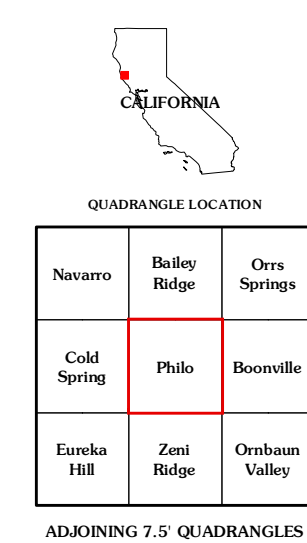 CALIFORNIA
QUADRANGLE LOCATION
Navarro
Bailey
Ridge
Orrs
Springs
Cold
Spring
Philo
Boonville
Eureka
Hill
Zeni
Ridge
Ornbaun
Valley
ADJOINING 7.5' QUADRANGLES